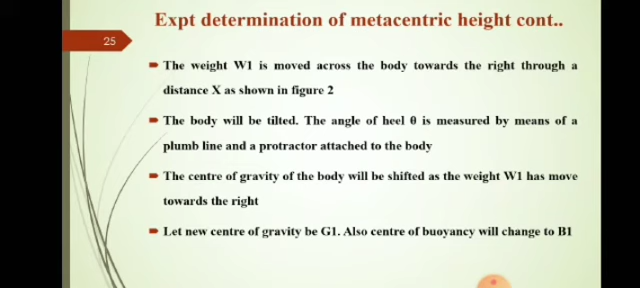 Expt determination of metacentric height cont..
25
The weight W1 is moved across the body towards the right through a
distance X as shown in figure 2
The body will be tilted. The angle of heel θ is measured by means of a
plumb line and a protractor attached to the body
The centre of gravity of the body will be shifted as the weight W1 has move
towards the right
Let new centre of gravity be G1. Also centre of buoyancy will change to B1